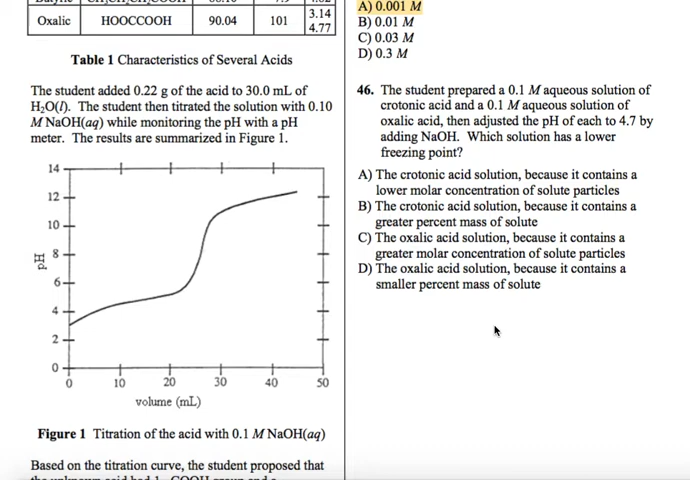 Oxalic HOOCCOOH 90.04 101 3.14
4.77
Table 1 Characteristics of Several Acids
The student added 0.22 g of the acid to 30.0 mL of
H₂O(l). The student then titrated the solution with 0.10
M NaOH(aq) while monitoring the pH with a pH
meter. The results are summarized in Figure 1.
14
12
10
8
6
4
2
0
pH
0 10 20 30 40 50
volume (mL)
Figure 1 Titration of the acid with 0.1 M NaOH(aq)
Based on the titration curve, the student proposed that
A) 0.001 M
B) 0.01 M
C) 0.03 M
D) 0.3 M
46. The student prepared a 0.1 M aqueous solution of
crotonic acid and a 0.1 M aqueous solution of
oxalic acid, then adjusted the pH of each to 4.7 by
adding NaOH. Which solution has a lower
freezing point?
A) The crotonic acid solution, because it contains a
lower molar concentration of solute particles
B) The crotonic acid solution, because it contains a
greater percent mass of solute
C) The oxalic acid solution, because it contains a
greater molar concentration of solute particles
D) The oxalic acid solution, because it contains a
smaller percent mass of solute